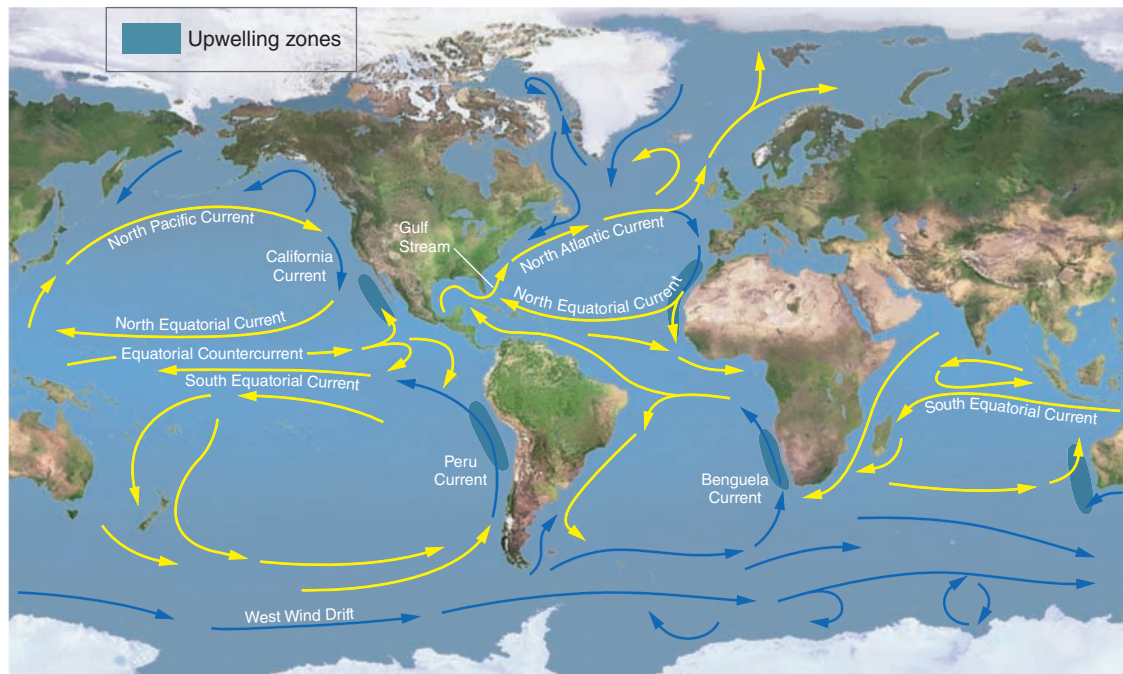 Upwelling zones
North Pacific Current
California
Current
Gulf
Stream
North Atlantic Current
North Equatorial Current
North Equatorial Current
Equatorial Countercurrent
South Equatorial Current
South Equatorial Current
Peru
Current
Benguela
Current
West Wind Drift